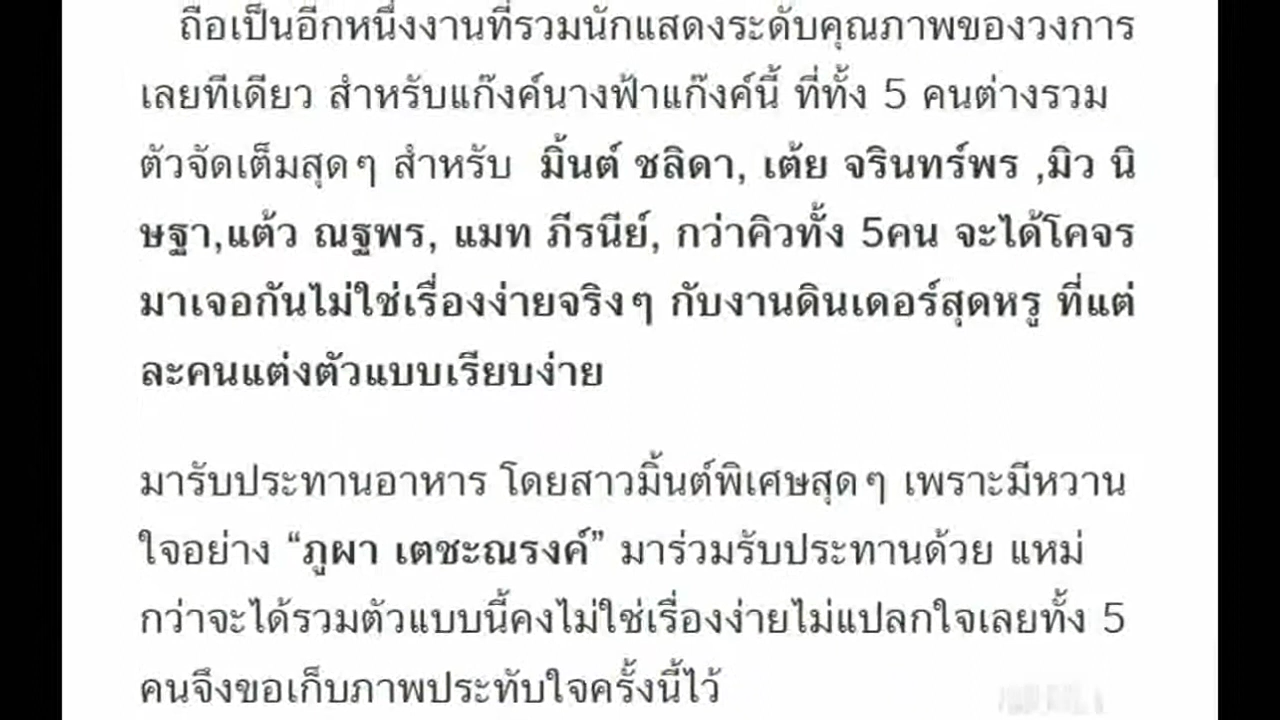 ถือเป็นอีกหนึ่งงานที่รวมนักแสดงระดับคุณภาพของวงการ
เลยทีเดียว สำหรับแก๊งค์นางฟ้าแก๊งค์นี้ ที่ทั้ง 5 คนต่างรวม
ตัวจัดเต็มสุดๆ สำหรับ มิ้นต์ ชลิดา, เต้ย จรินทร์พร ,มิว นิ
ษฐา,แต้ว ณฐพร, แมท ภีรนีย์, กว่าคิวทั้ง 5คน จะได้โคจร
มาเจอกันไม่ใช่เรื่องง่ายจริงๆ กับงานดินเดอร์สุดหรู ที่แต่
ละคนแต่งตัวแบบเรียบง่าย
มารับประทานอาหาร โดยสาวมิ้นต์พิเศษสุดๆ เพราะมีหวาน
ใจอย่าง “ภูผา เตชะณรงค์” มาร่วมรับประทานด้วย แหม่
กว่าจะได้รวมตัวแบบนี้คงไม่ใช่เรื่องง่ายไม่แปลกใจเลยทั้ง 5
คนจึงขอเก็บภาพประทับใจครั้งนี้ไว้